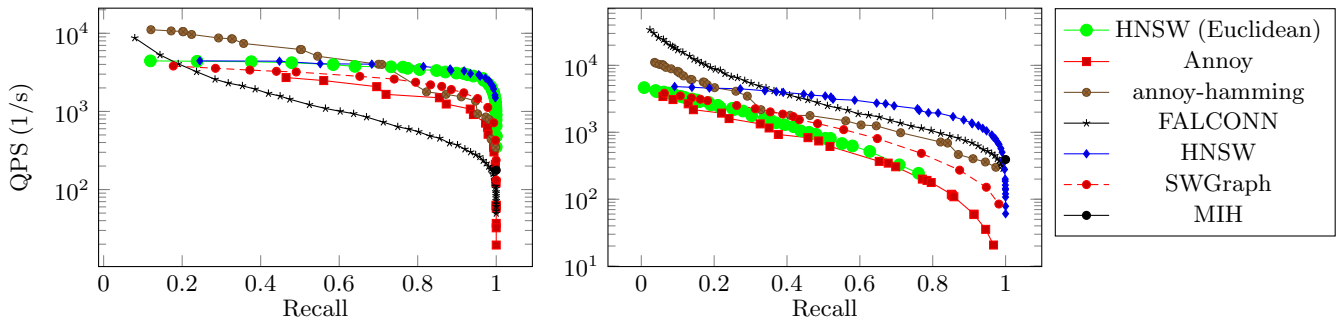 10^4
10^3
10^2
QPS (1/s)
0 0.2 0.4 0.6 0.8 1
Recall
10^4
10^3
10^2
10^1
0 0.2 0.4 0.6 0.8 1
Recall
HNSW (Euclidean)
Annoy
annoy-hamming
FALCONN
HNSW
SWGraph
MIH